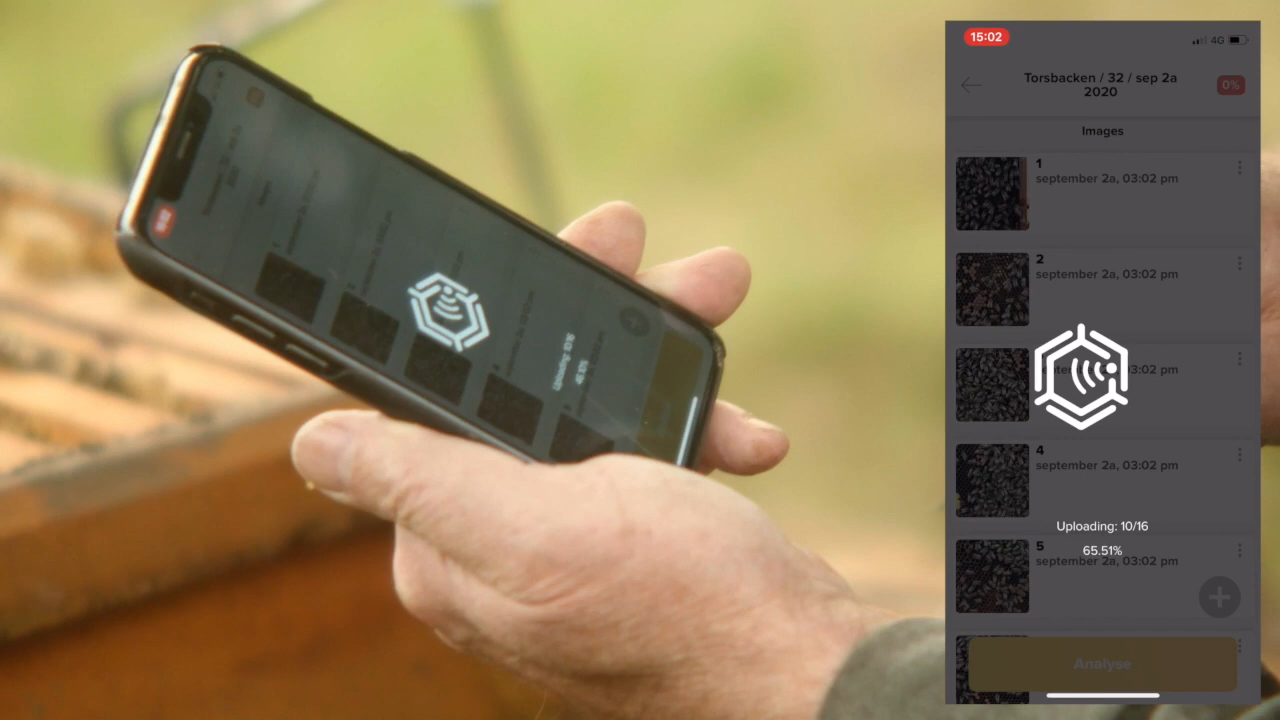 15:02
4G
Torsbacken / 32 / sep 2a
2020
0%
Images
1
september 2a, 03:02 pm
2
september 2a, 03:02 pm
03:02 pm
4
september 2a, 03:02 pm
Uploading: 10/16
65.51%
5
september 2a, 03:02 pm
Analyse